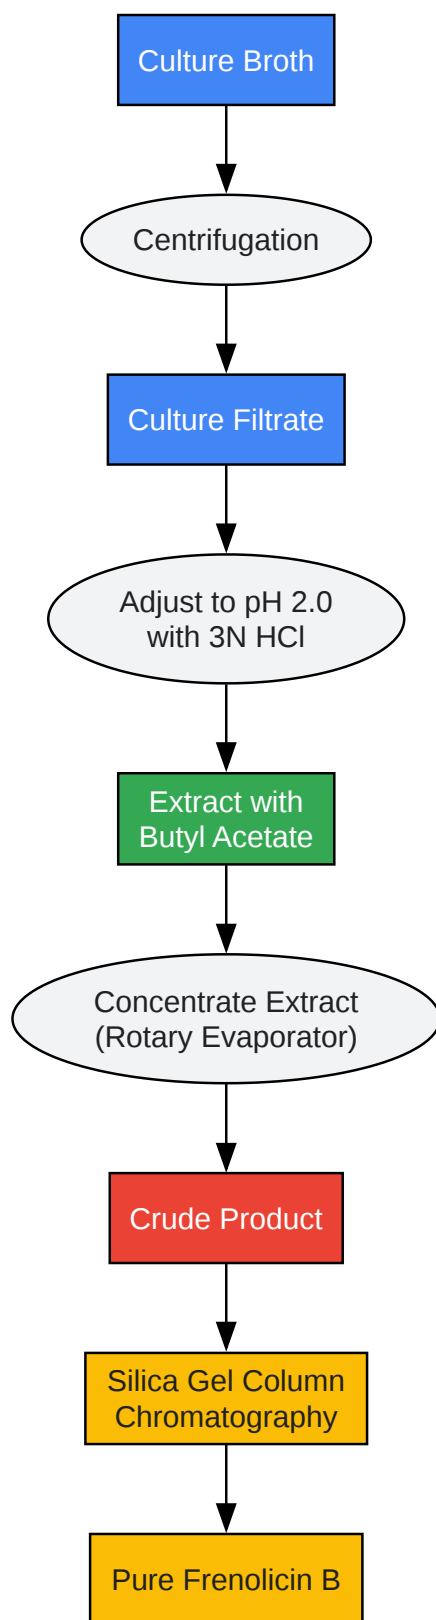 Culture Broth
Centrifugation
Culture Filtrate
Adjust to pH 2.0
with 3N HCl
Extract with
Butyl Acetate
Concentrate Extract
(Rotary Evaporator)
Crude Product
Silica Gel Column
Chromatography
Pure Frenolicin B